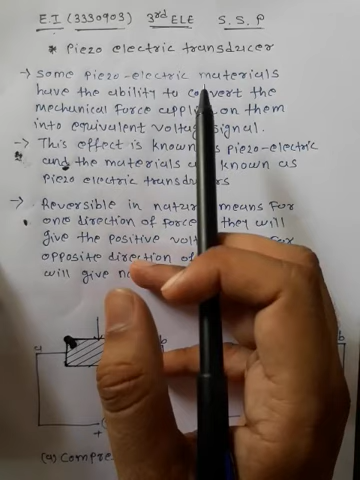 E.I (3330903) 3rd ELE S. S. P
* Piezo electric transducer
→ Some Piezo-electric materials
have the ability to convert the
mechanical force on them
into equivalent voltage signal.
→ This effect is known Piezo-electric
and the materials known as
Piezo electric transducers
→ Reversible in nature means for
one direction of force they will
give the positive
opposite direction of
will give
a b b
+
(a)